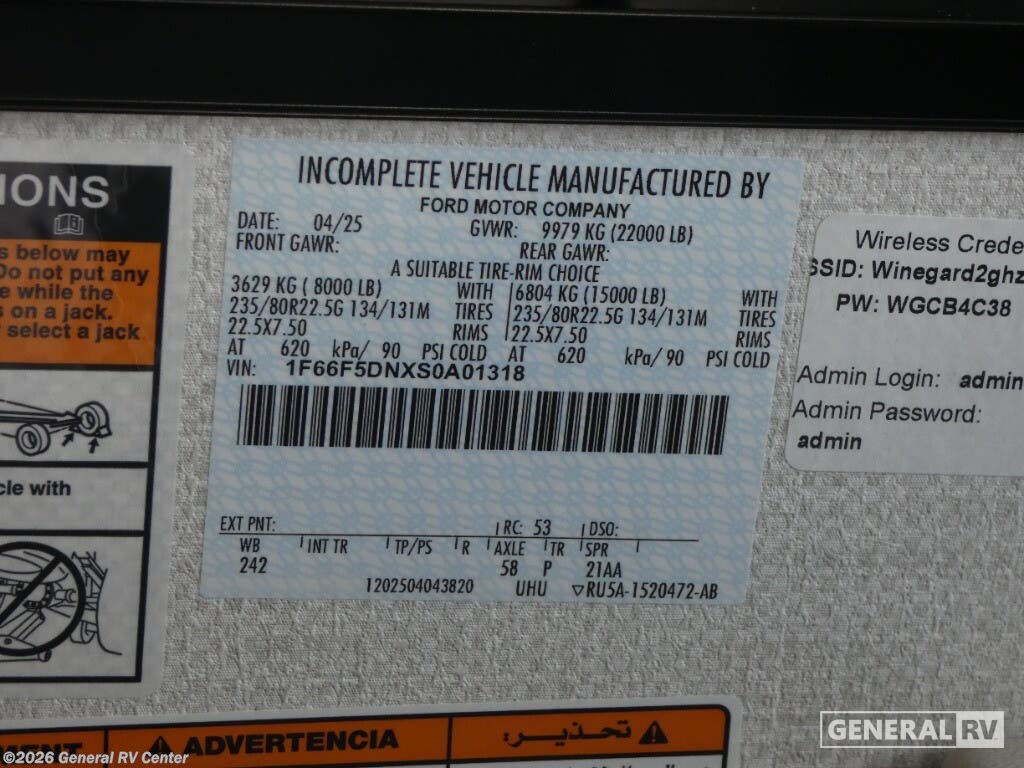 IONS
s below may
Do not put any
e while the
s on a jack.
select a jack
cle with
INCOMPLETE VEHICLE MANUFACTURED BY
FORD MOTOR COMPANY
DATE: 04/25 GVWR: 9979 KG (22000 LB)
FRONT GAWR: REAR GAWR:
A SUITABLE TIRE-RIM CHOICE
3629 KG ( 8000 LB) WITH 6804 KG (15000 LB) WITH
235/80R22.5G 134/131M TIRES 235/80R22.5G 134/131M TIRES
22.5X7.50 RIMS 22.5X7.50 RIMS
AT 620 kPa/ 90 PSI COLD AT 620 kPa/ 90 PSI COLD
VIN: 1F66F5DNXS0A01318
EXT PNT: RC: 53 DSO:
WB INT TR TP/PS R AXLE TR SPR
242 58 P 21AA
1202504043820 UHU ▽RU5A-1520472-AB
Wireless Crede
SSID: Winegard2ghz
PW: WGCB4C38
Admin Login: admin
Admin Password:
admin
MENT ADVERTENCIA تحذير:
©2026 General RV Center
GENERAL RV